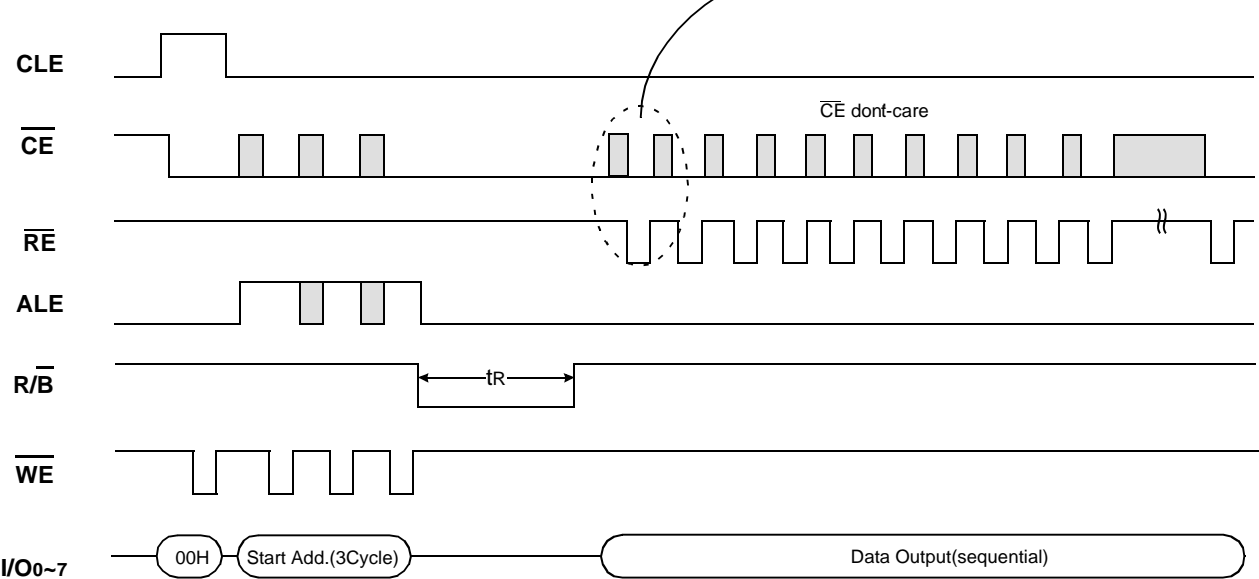 CLE
CE
CE dont-care
RE
ALE
R/B
tR
WE
I/O0~7
00H
Start Add.(3Cycle)
Data Output(sequential)